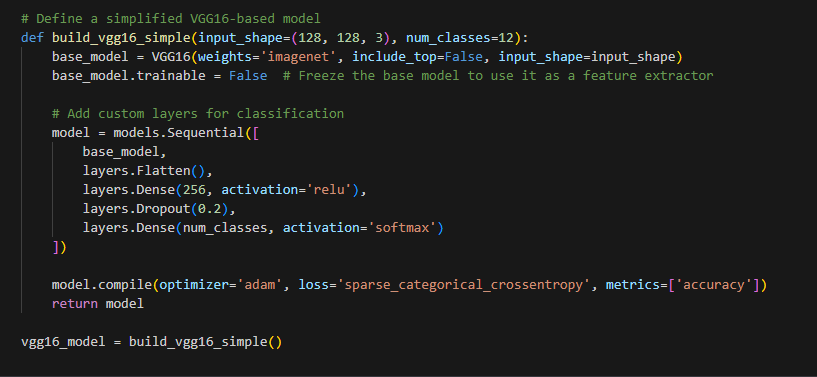 # Define a simplified VGG16-based model
def build_vgg16_simple(input_shape=(128, 128, 3), num_classes=12):
    base_model = VGG16(weights='imagenet', include_top=False, input_shape=input_shape)
    base_model.trainable = False  # Freeze the base model to use it as a feature extractor

    # Add custom layers for classification
    model = models.Sequential([
        base_model,
        layers.Flatten(),
        layers.Dense(256, activation='relu'),
        layers.Dropout(0.2),
        layers.Dense(num_classes, activation='softmax')
    ])

    model.compile(optimizer='adam', loss='sparse_categorical_crossentropy', metrics=['accuracy'])
    return model

vgg16_model = build_vgg16_simple()